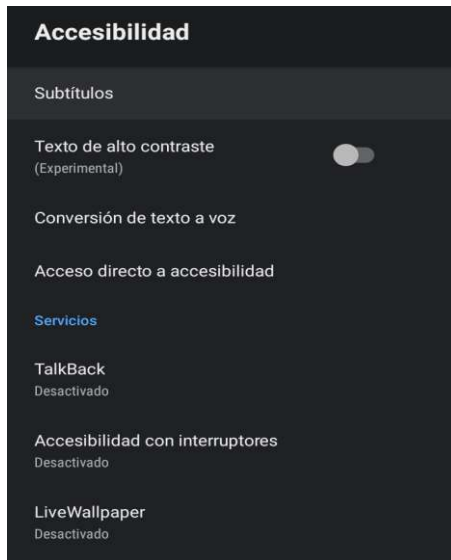 Accesibilidad
Subtítulos
Texto de alto contraste
(Experimental)
Conversión de texto a voz
Acceso directo a accesibilidad
Servicios
TalkBack
Desactivado
Accesibilidad con interruptores
Desactivado
LiveWallpaper
Desactivado